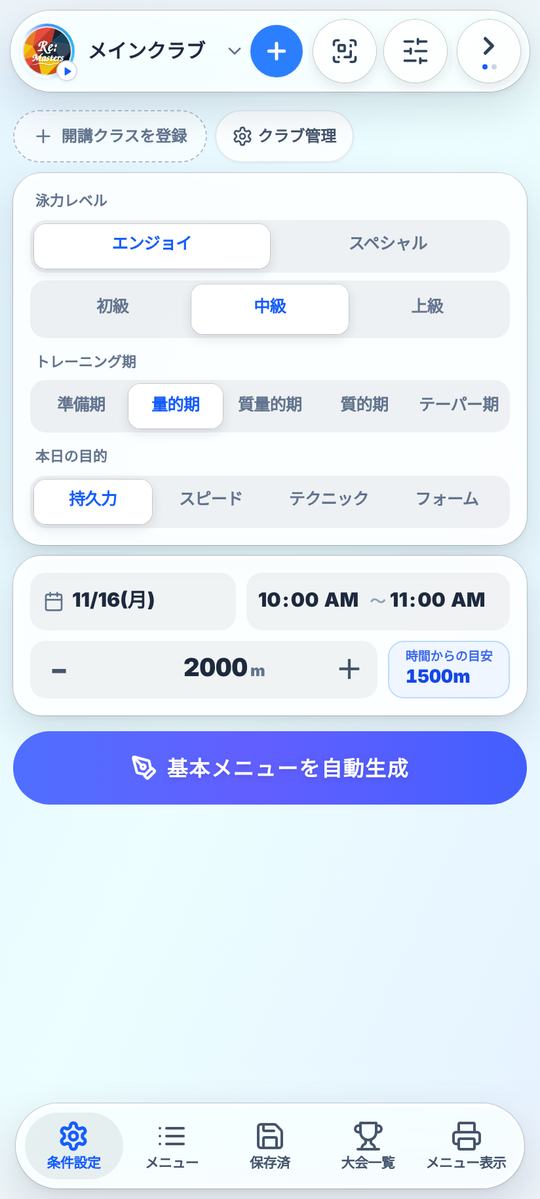 Re:
Masters
メインクラブ
開講クラスを登録
クラブ管理
泳力レベル
エンジョイ スペシャル
初級 中級 上級
トレーニング期
準備期 量的期 質量的期 質的期 テーパー期
本日の目的
持久力 スピード テクニック フォーム
11/16(月) 10:00 AM ～ 11:00 AM
2000 m
時間からの目安
1500m
基本メニューを自動生成
条件設定 メニュー 保存済 大会一覧 メニュー表示